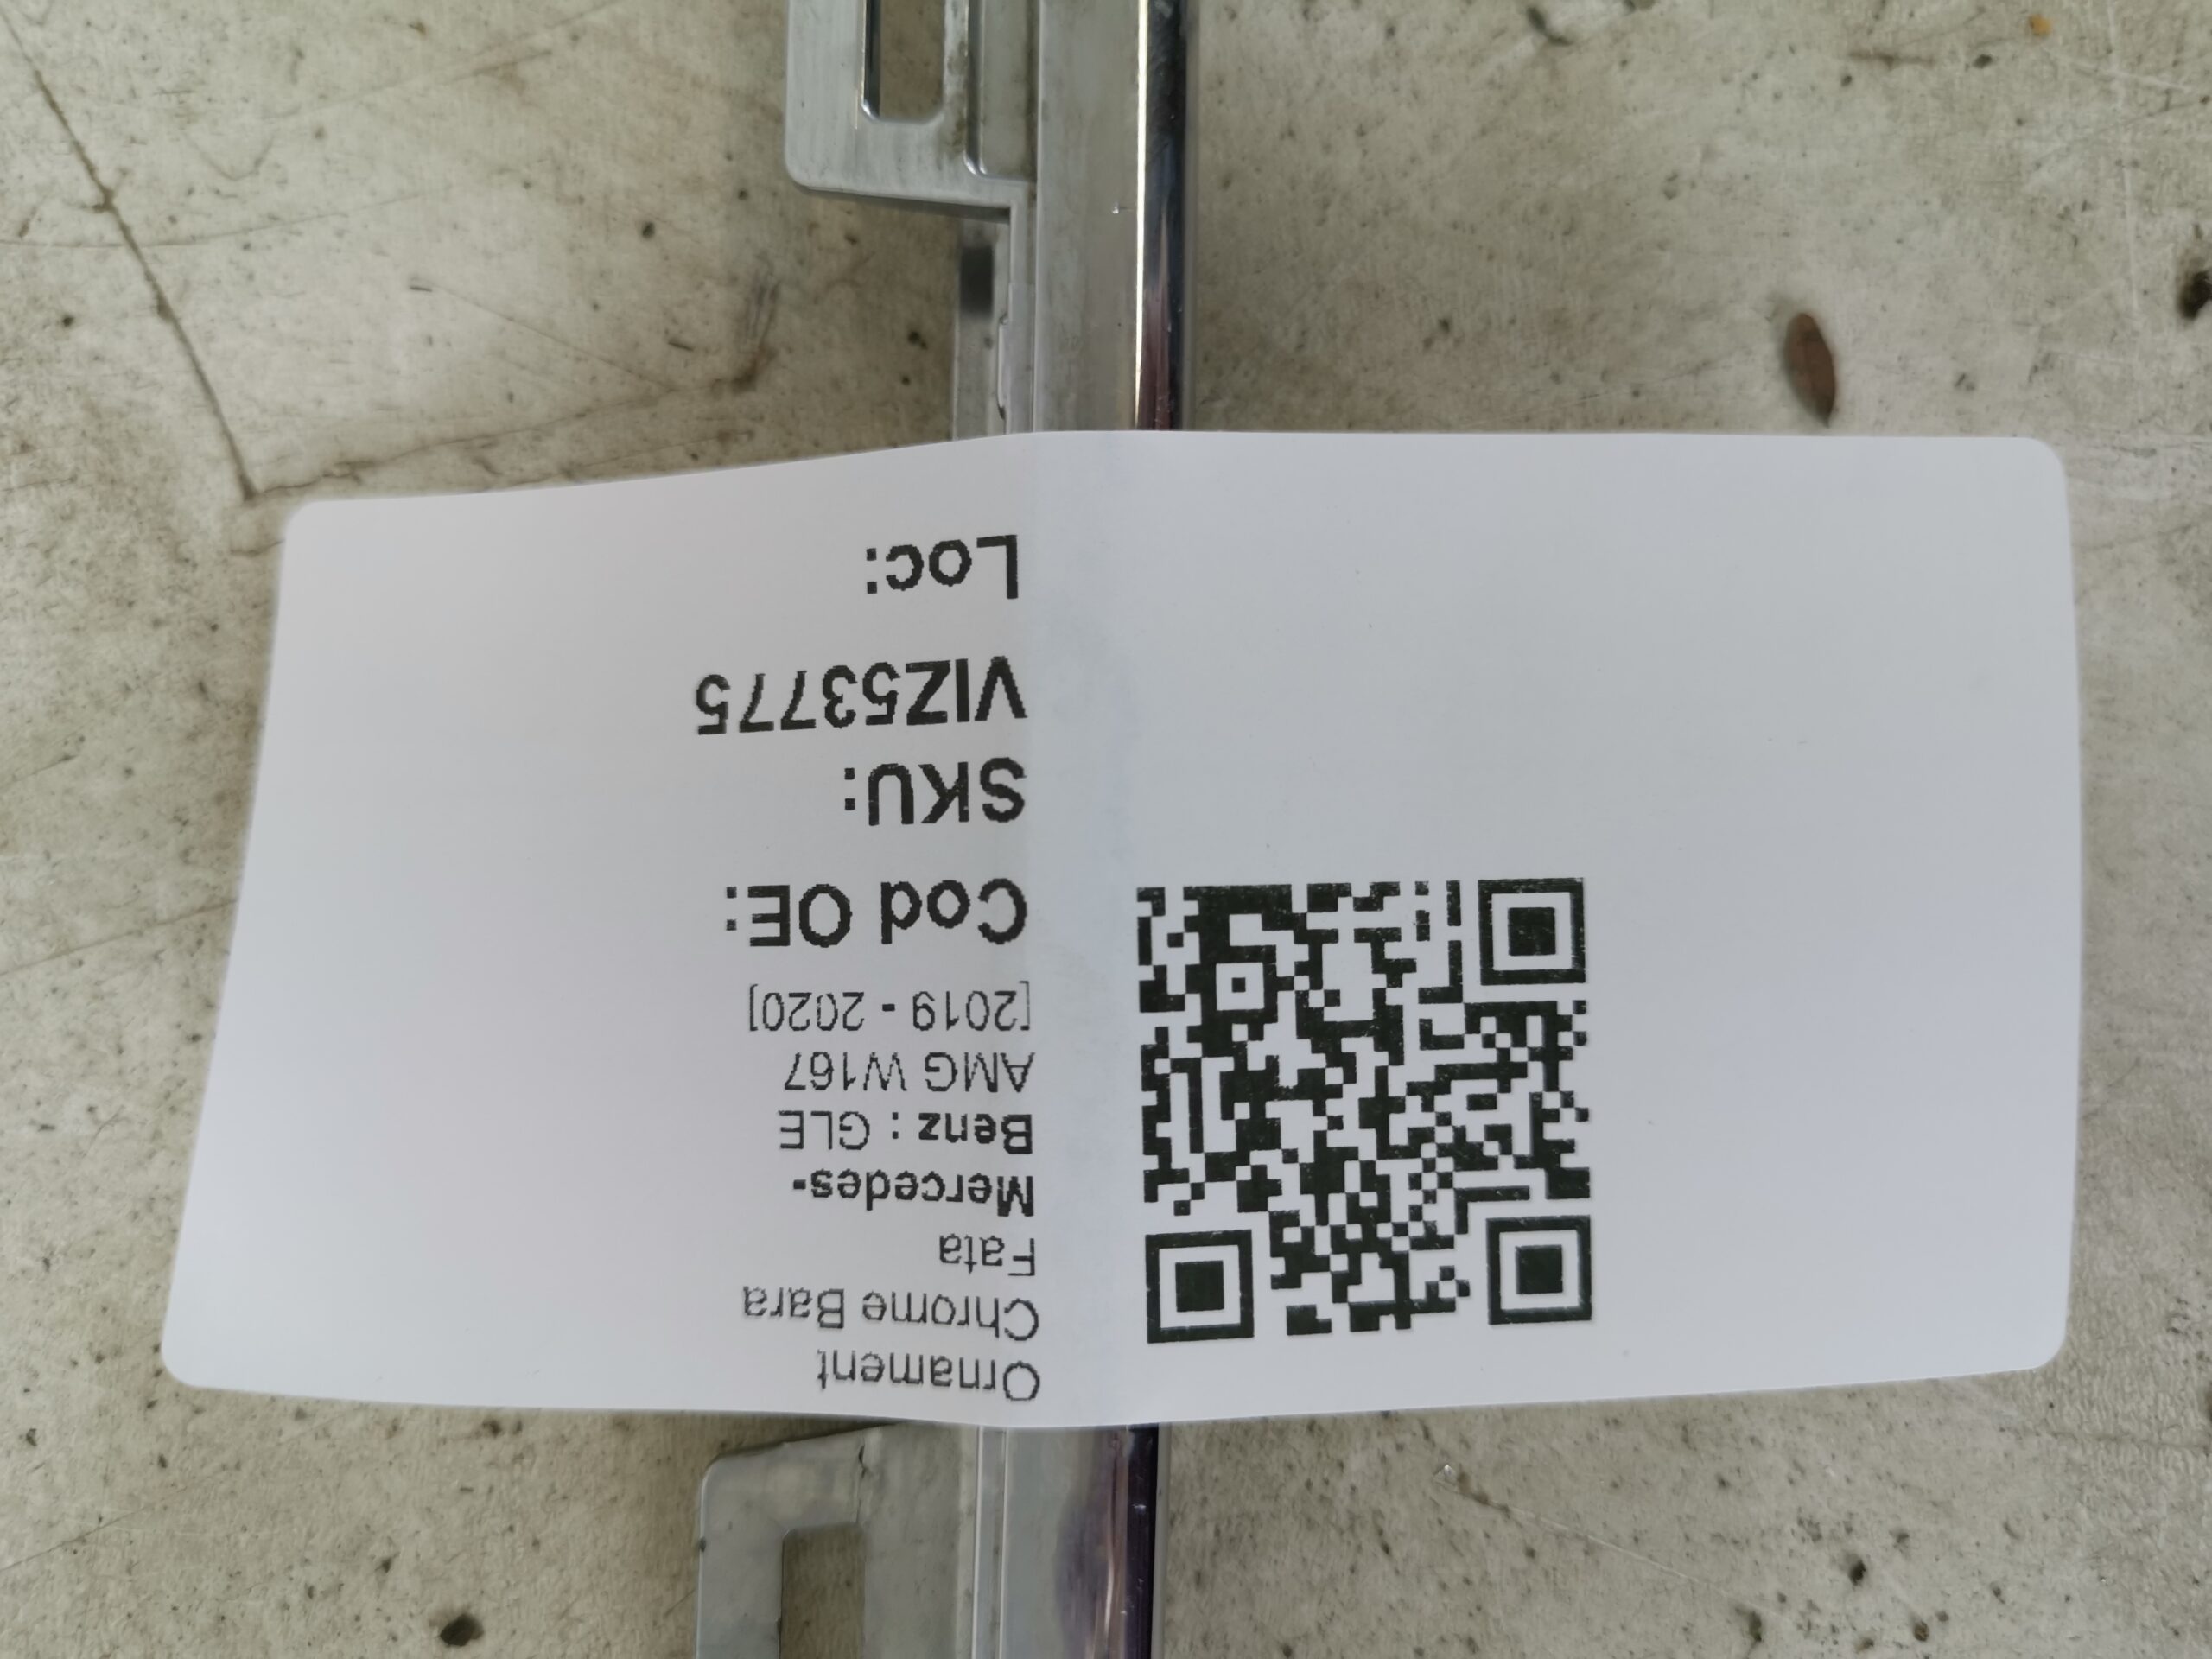 Ornament
Chrome Bara
Fata
Mercedes-
Benz : GLE
AMG W167
[2019 - 2020]
Cod OE:
SKU:
VIZ53775
Loc: